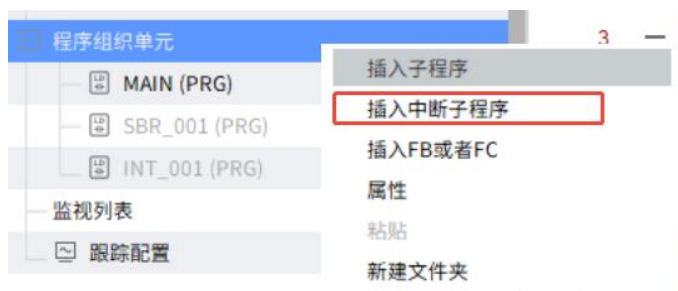 程序组织单元
3
MAIN (PRG)
SBR_001 (PRG)
INT_001 (PRG)
监视列表
跟踪配置
插入子程序
插入中断子程序
插入FB或者FC
属性
粘贴
新建文件夹